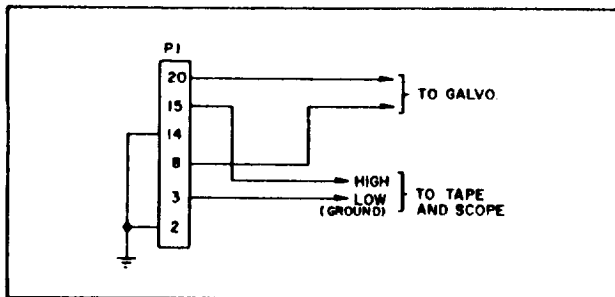 P1
20
TO GALVO.
15
14
8
HIGH
3
LOW
(GROUND)
TO TAPE
AND SCOPE
2